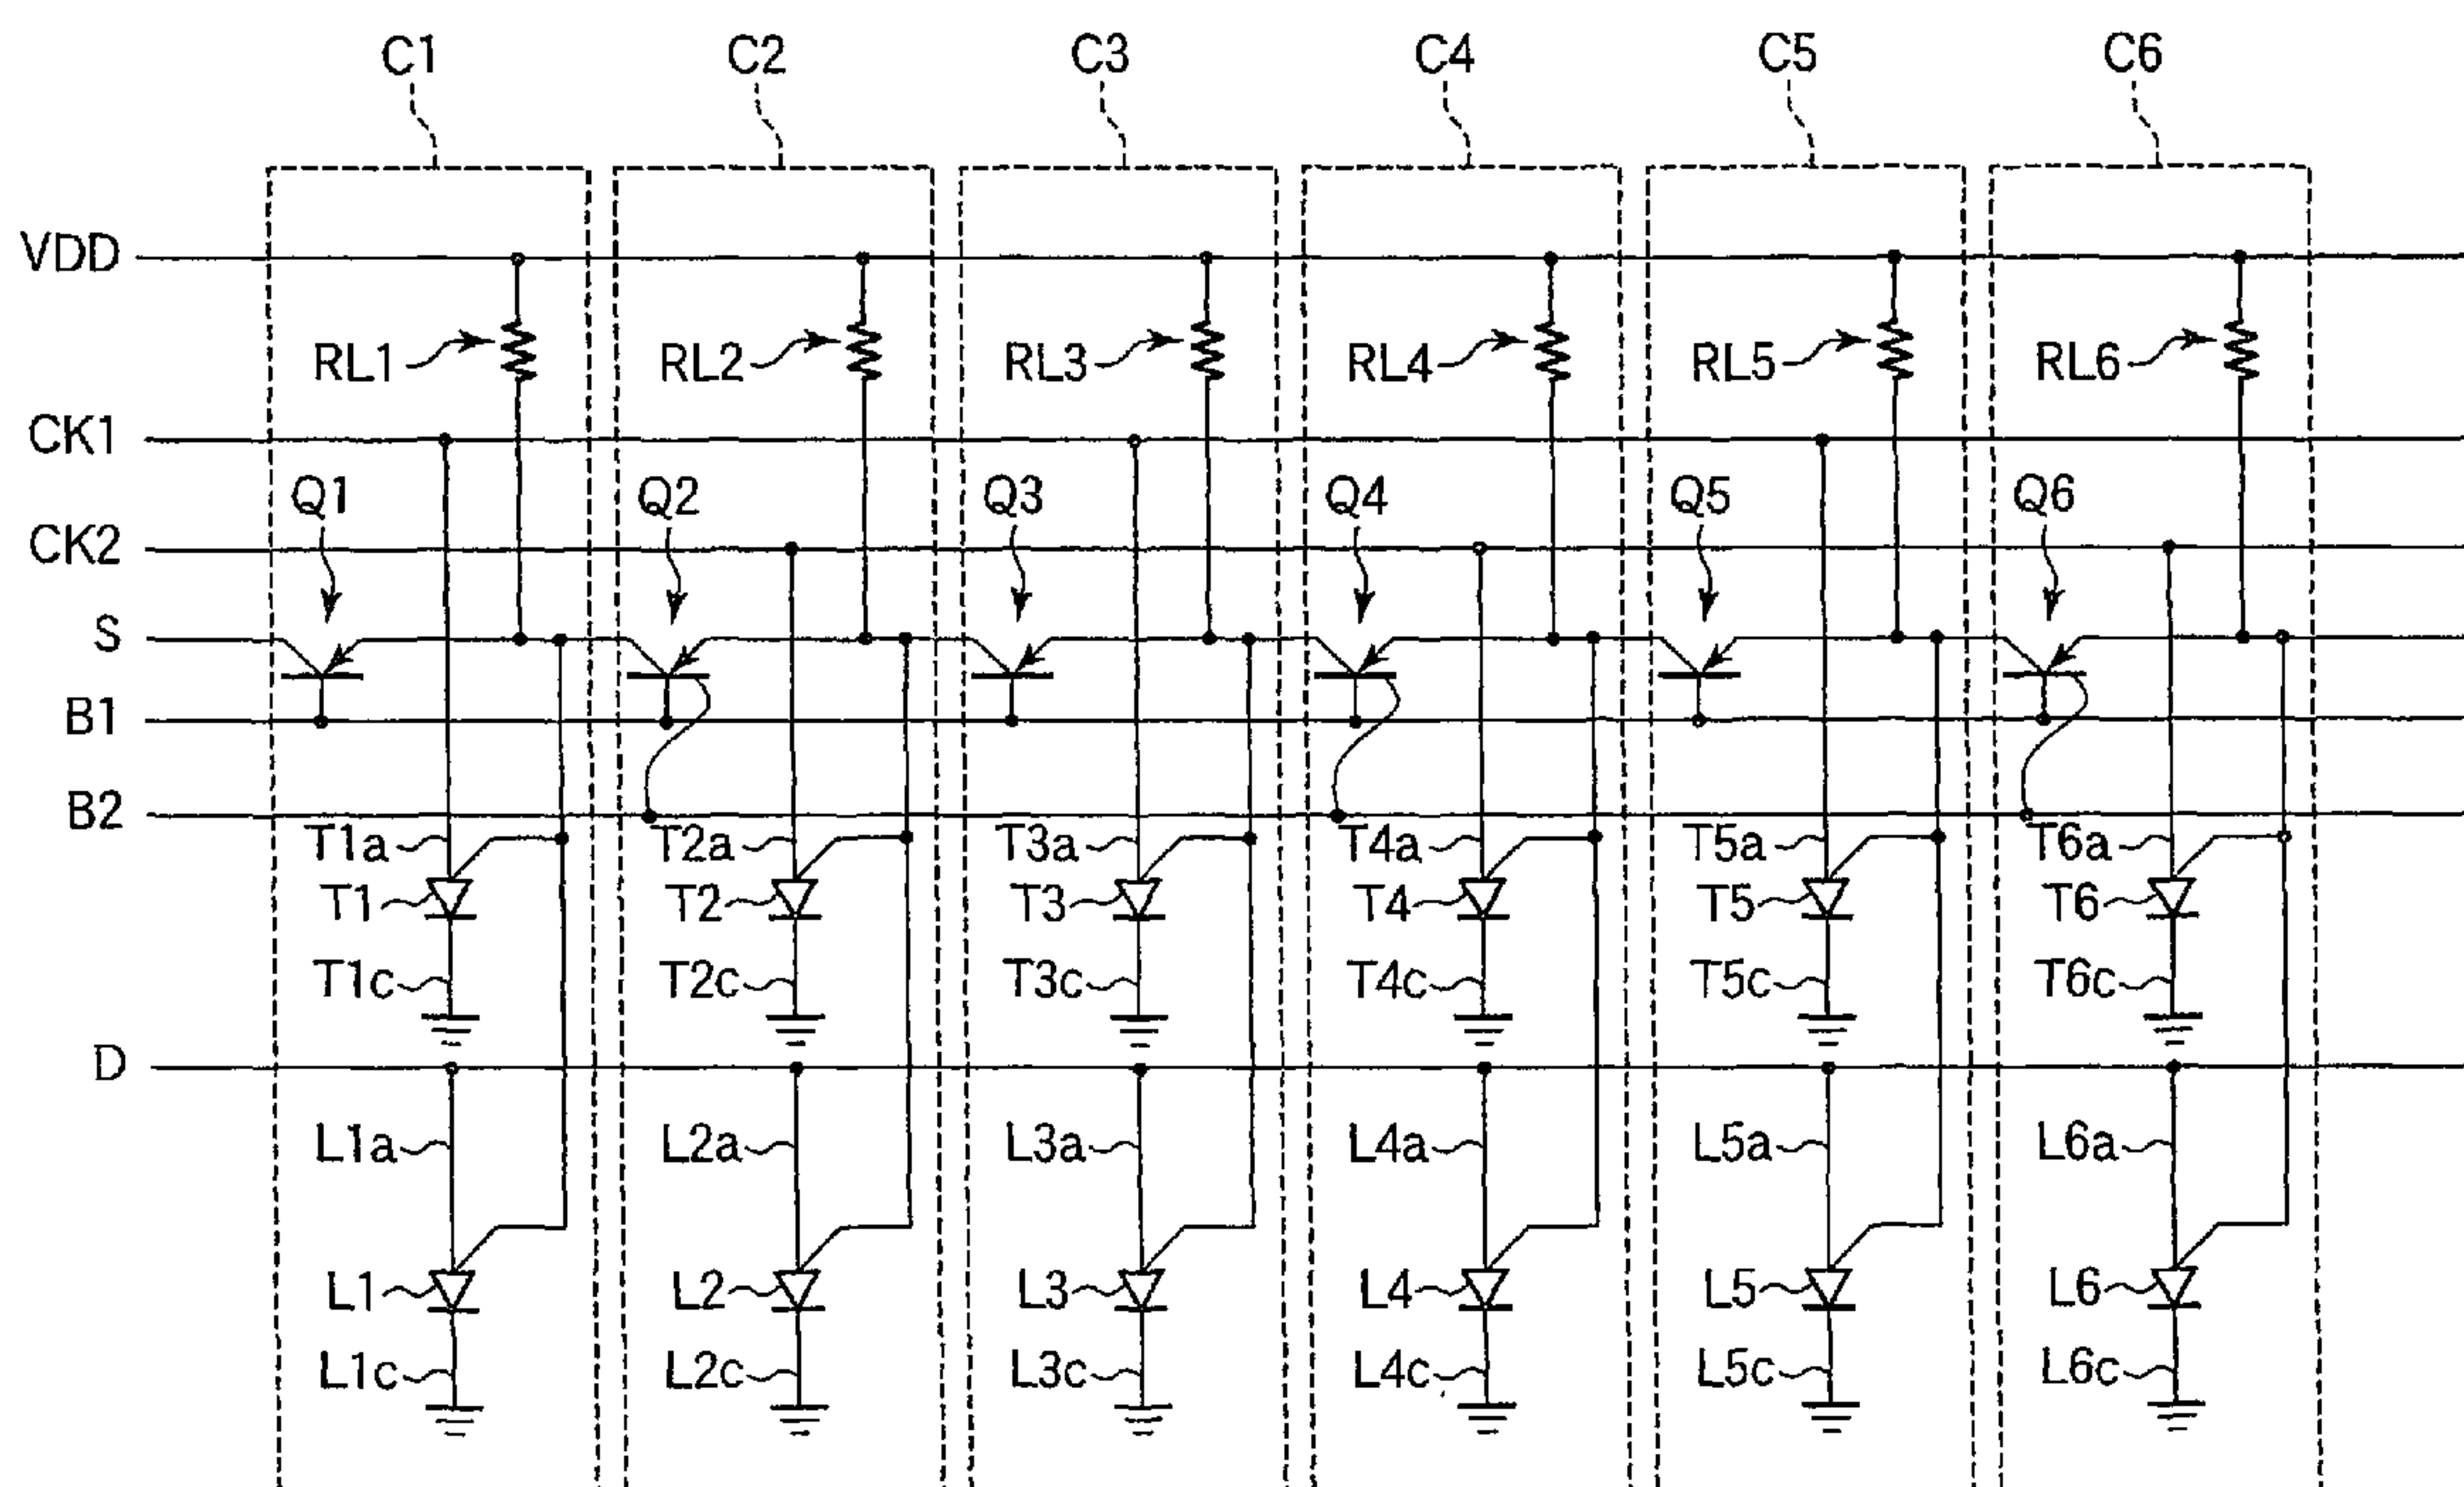 C1 C2 C3 C4 C5 C6
VDD
RL1 RL2 RL3 RL4 RL5 RL6
CK1
Q1 Q2 Q3 Q4 Q5 Q6
CK2
S
B1
B2
T1a T2a T3a T4a T5a T6a
T1 T2 T3 T4 T5 T6
T1c T2c T3c T4c T5c T6c
D
L1a L2a L3a L4a L5a L6a
L1 L2 L3 L4 L5 L6
L1c L2c L3c L4c L5c L6c